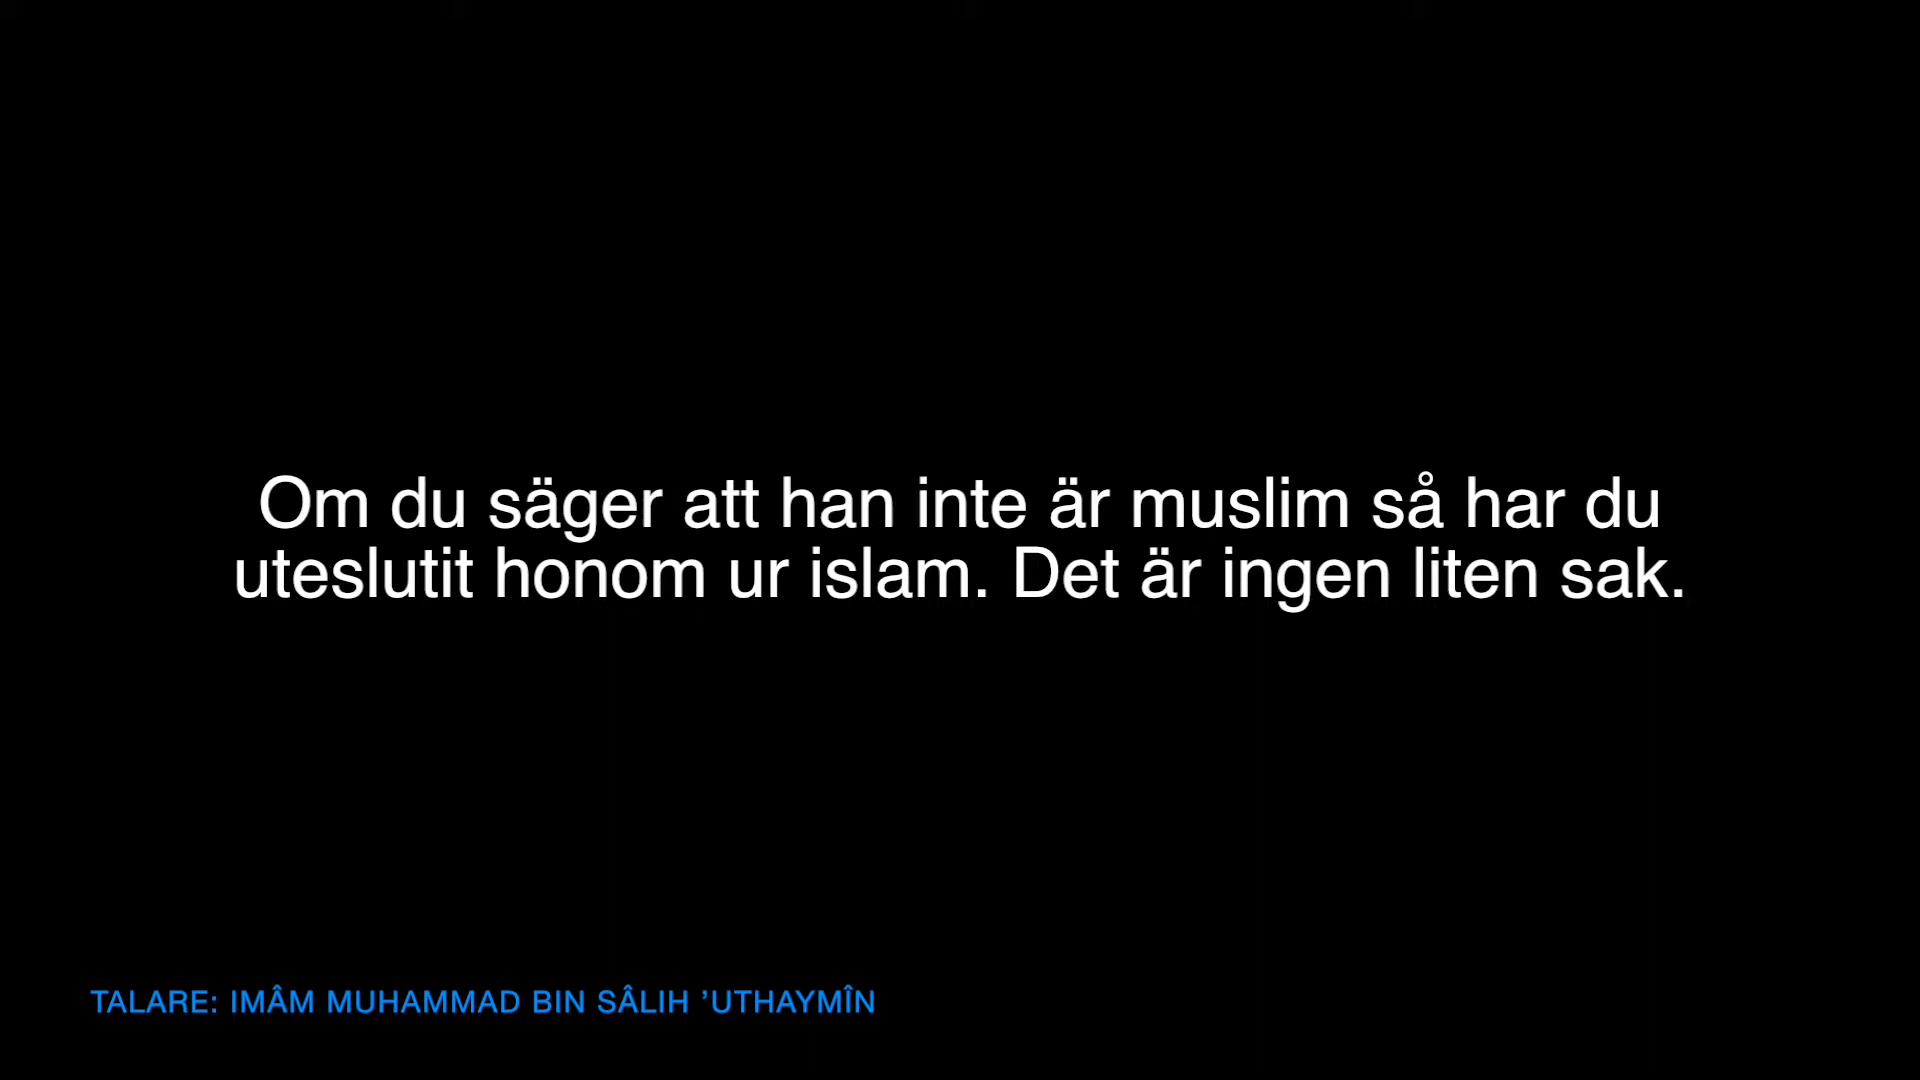 Om du säger att han inte är muslim så har du
uteslutit honom ur islam. Det är ingen liten sak.
TALARE: IMÂM MUHAMMAD BIN SÂLIH ’UTHAYMÎN